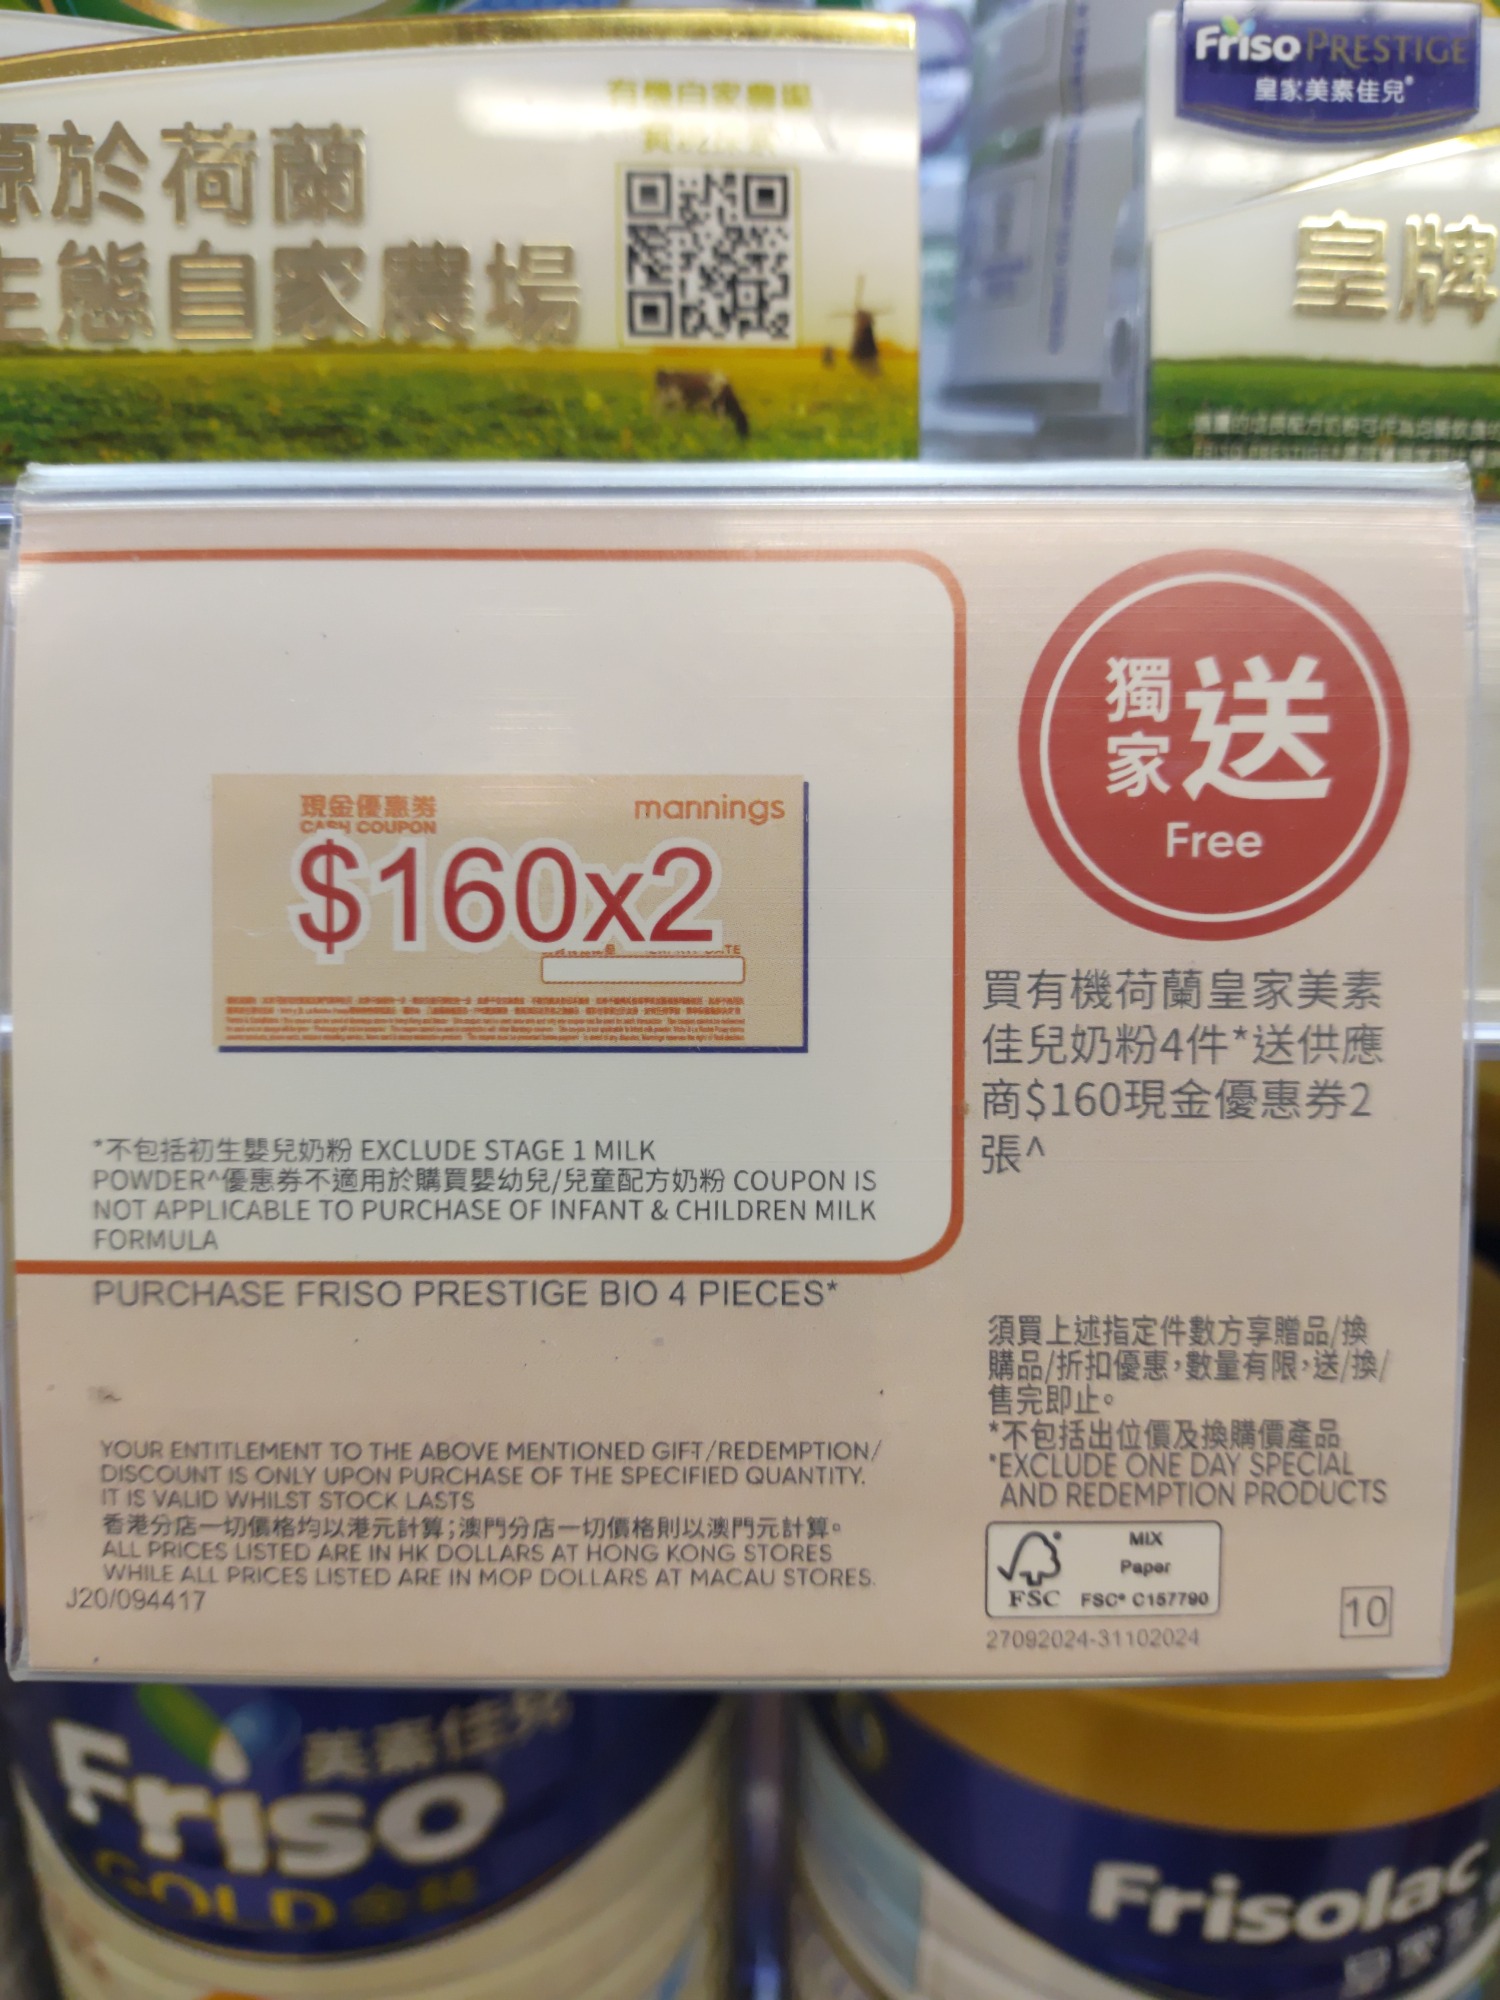 源於荷蘭
生態自家農場
Friso PRESTIGE
皇家美素佳兒®
皇牌
現金優惠券
CASH COUPON
mannings
$160x2
獨家送
Free
買有機荷蘭皇家美素
佳兒奶粉4件*送供應
商$160現金優惠券2
張^
*不包括初生嬰兒奶粉 EXCLUDE STAGE 1 MILK
POWDER^優惠券不適用於購買嬰幼兒/兒童配方奶粉 COUPON IS
NOT APPLICABLE TO PURCHASE OF INFANT & CHILDREN MILK
FORMULA
PURCHASE FRISO PRESTIGE BIO 4 PIECES*
須買上述指定件數方享贈品/換
購品/折扣優惠,數量有限,送/換/
售完即止。
*不包括出位價及換購價產品
*EXCLUDE ONE DAY SPECIAL
AND REDEMPTION PRODUCTS
YOUR ENTITLEMENT TO THE ABOVE MENTIONED GIFT/REDEMPTION/
DISCOUNT IS ONLY UPON PURCHASE OF THE SPECIFIED QUANTITY.
IT IS VALID WHILST STOCK LASTS
香港分店一切價格均以港元計算;澳門分店一切價格則以澳門元計算。
ALL PRICES LISTED ARE IN HK DOLLARS AT HONG KONG STORES
WHILE ALL PRICES LISTED ARE IN MOP DOLLARS AT MACAU STORES.
J20/094417
FSC
MIX
Paper
FSC® C157790
27092024-31102024
10
Friso
美素佳兒
GOLD
Frisolac